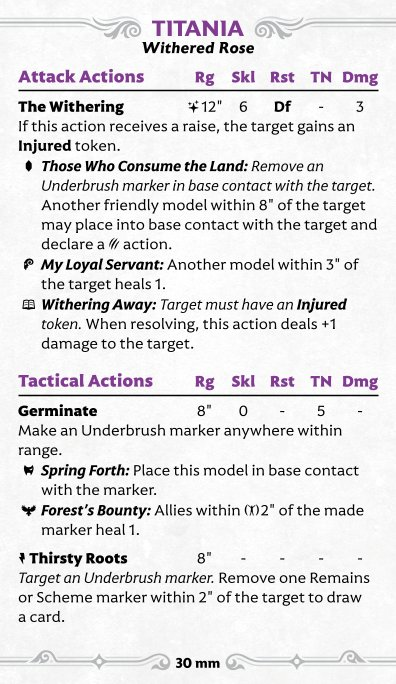 TITANIA
Withered Rose
Attack Actions Rg Skl Rst TN Dmg
The Withering 12" 6 Df - 3
If this action receives a raise, the target gains an
Injured token.
Those Who Consume the Land: Remove an
Underbrush marker in base contact with the target.
Another friendly model within 8" of the target
may place into base contact with the target and
declare a action.
My Loyal Servant: Another model within 3" of
the target heals 1.
Withering Away: Target must have an Injured
token. When resolving, this action deals +1
damage to the target.
Tactical Actions Rg Skl Rst TN Dmg
Germinate 8" 0 - 5 -
Make an Underbrush marker anywhere within
range.
Spring Forth: Place this model in base contact
with the marker.
Forest's Bounty: Allies within 2" of the made
marker heal 1.
Thirsty Roots 8" - - - -
Target an Underbrush marker. Remove one Remains
or Scheme marker within 2" of the target to draw
a card.
30 mm